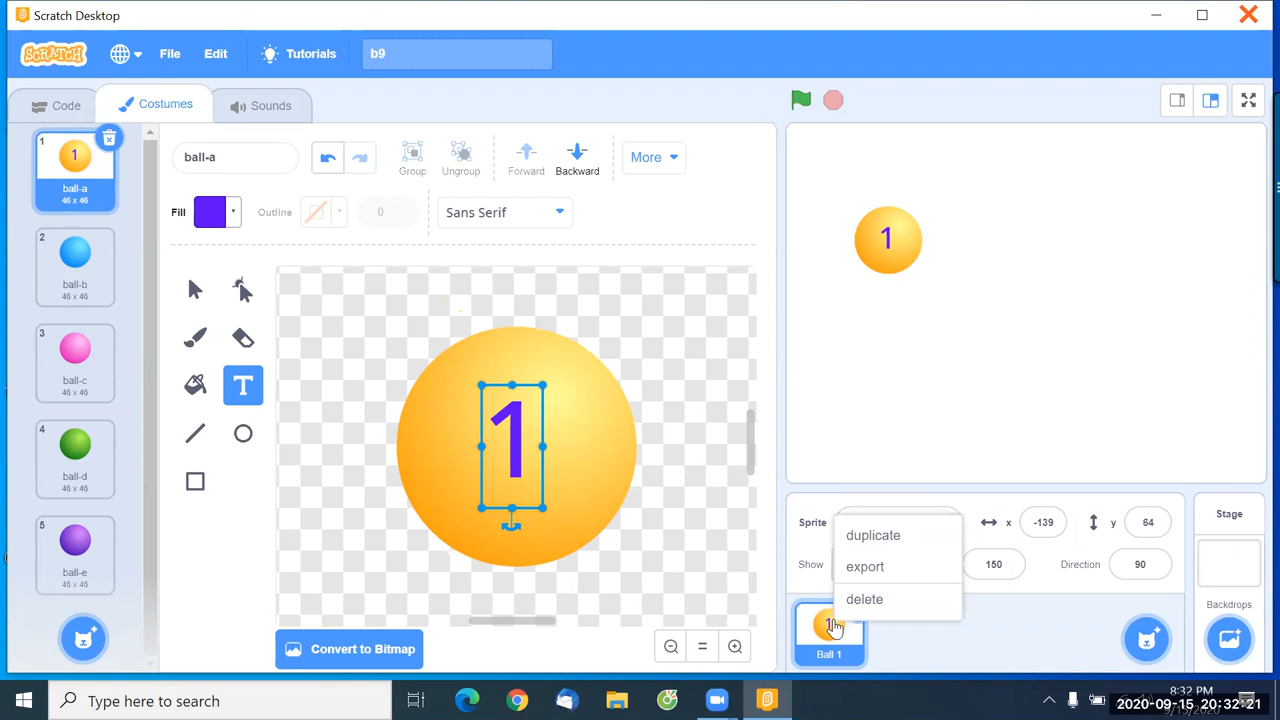 Scratch Desktop
SCRATCH
File
Edit
Tutorials
b9
Code
Costumes
Sounds
1
1
ball-a
46 x 46
2
ball-b
46 x 46
3
ball-c
46 x 46
4
ball-d
46 x 46
5
ball-e
46 x 46
ball-a
Group
Ungroup
Forward
Backward
More
Fill
Outline
0
Sans Serif
T
1
Convert to Bitmap
1
Sprite
x
-139
y
64
Show
150
Direction
90
duplicate
export
delete
Ball 1
Stage
Backdrops
Type here to search
8:32 PM
2020-09-15 20:32:21